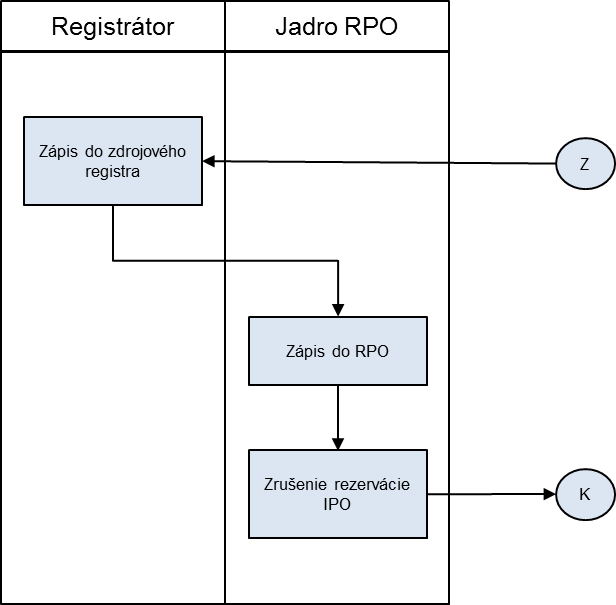 Registrátor
Jadro RPO
Zápis do zdrojového
registra
Z
Zápis do RPO
Zrušenie rezervácie
IPO
K